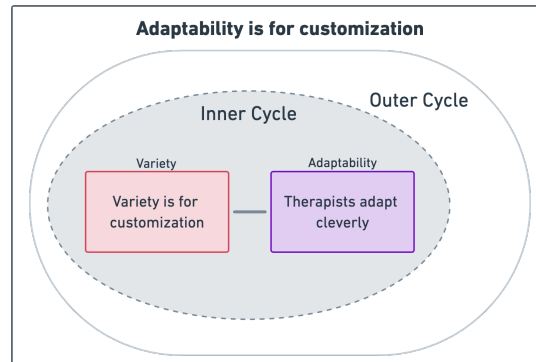 Adaptability is for customization
Outer Cycle
Inner Cycle
Variety
Variety is for
customization
Adaptability
Therapists adapt
cleverly